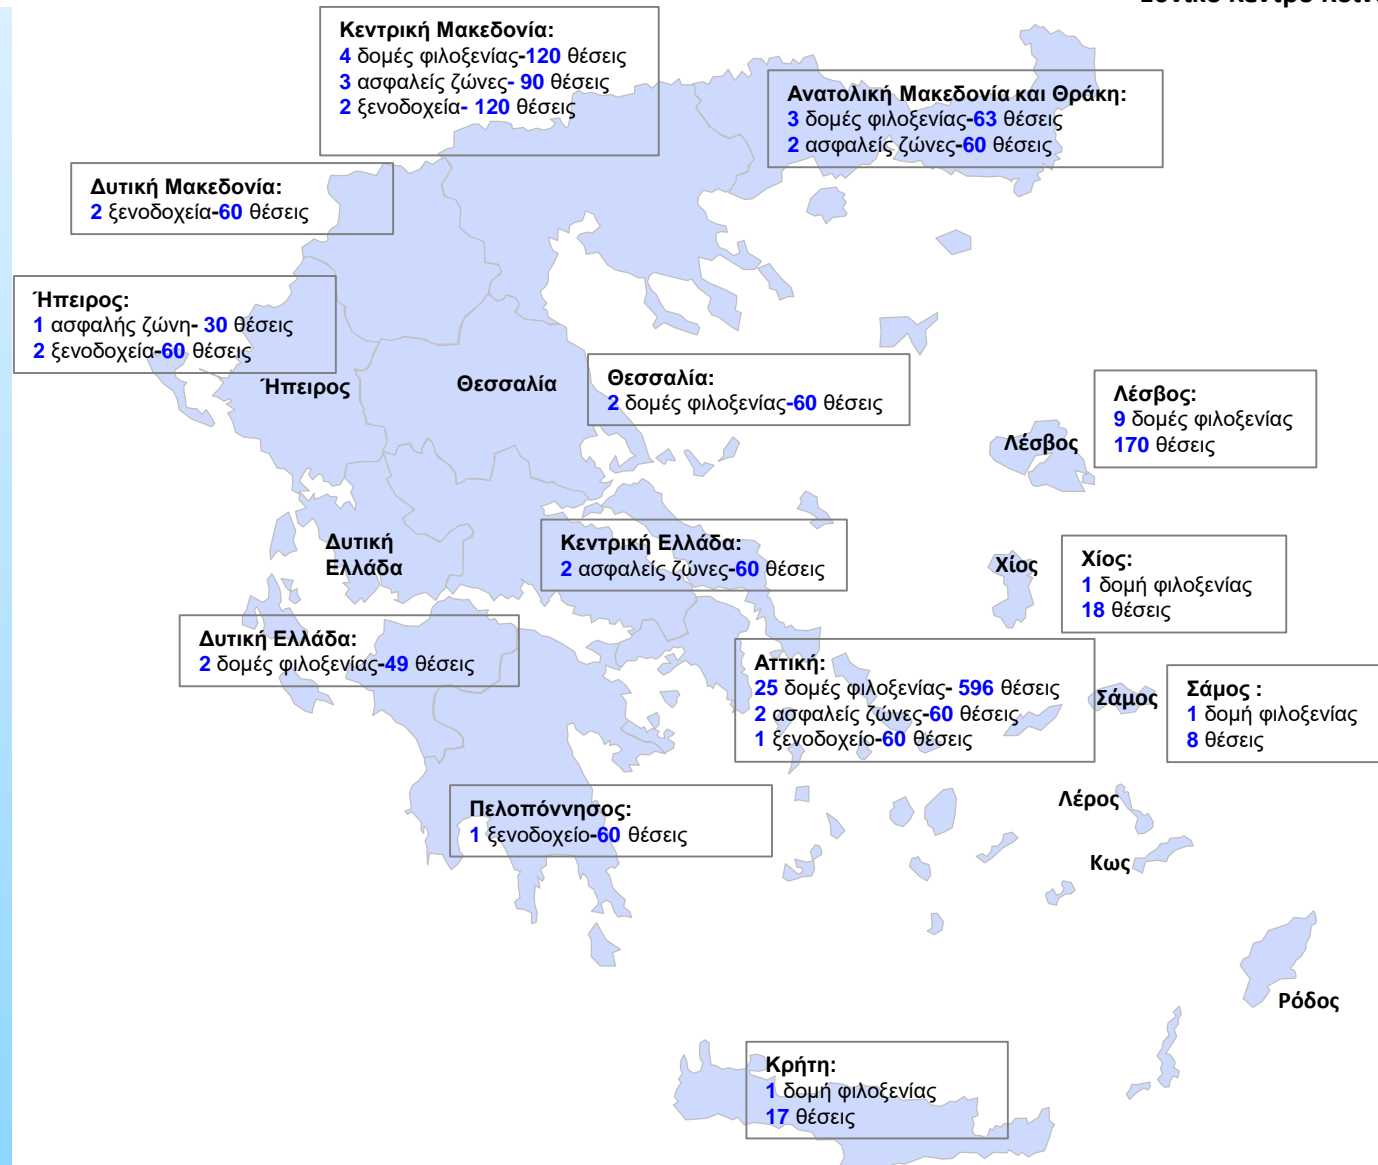 Κεντρική Μακεδονία:
4 δομές φιλοξενίας-120 θέσεις
3 ασφαλείς ζώνες- 90 θέσεις
2 ξενοδοχεία- 120 θέσεις
Ανατολική Μακεδονία και Θράκη:
3 δομές φιλοξενίας-63 θέσεις
2 ασφαλείς ζώνες-60 θέσεις
Δυτική Μακεδονία:
2 ξενοδοχεία-60 θέσεις
Ήπειρος:
1 ασφαλής ζώνη- 30 θέσεις
2 ξενοδοχεία-60 θέσεις
Ήπειρος
Θεσσαλία
Θεσσαλία:
2 δομές φιλοξενίας-60 θέσεις
Λέσβος
Λέσβος:
9 δομές φιλοξενίας
170 θέσεις
Δυτική
Ελλάδα
Κεντρική Ελλάδα:
2 ασφαλείς ζώνες-60 θέσεις
Χίος
Χίος:
1 δομή φιλοξενίας
18 θέσεις
Δυτική Ελλάδα:
2 δομές φιλοξενίας-49 θέσεις
Αττική:
25 δομές φιλοξενίας- 596 θέσεις
2 ασφαλείς ζώνες-60 θέσεις
1 ξενοδοχείο-60 θέσεις
Σάμος
Σάμος :
1 δομή φιλοξενίας
8 θέσεις
Πελοπόννησος:
1 ξενοδοχείο-60 θέσεις
Λέρος
Κως
Ρόδος
Κρήτη:
1 δομή φιλοξενίας
17 θέσεις